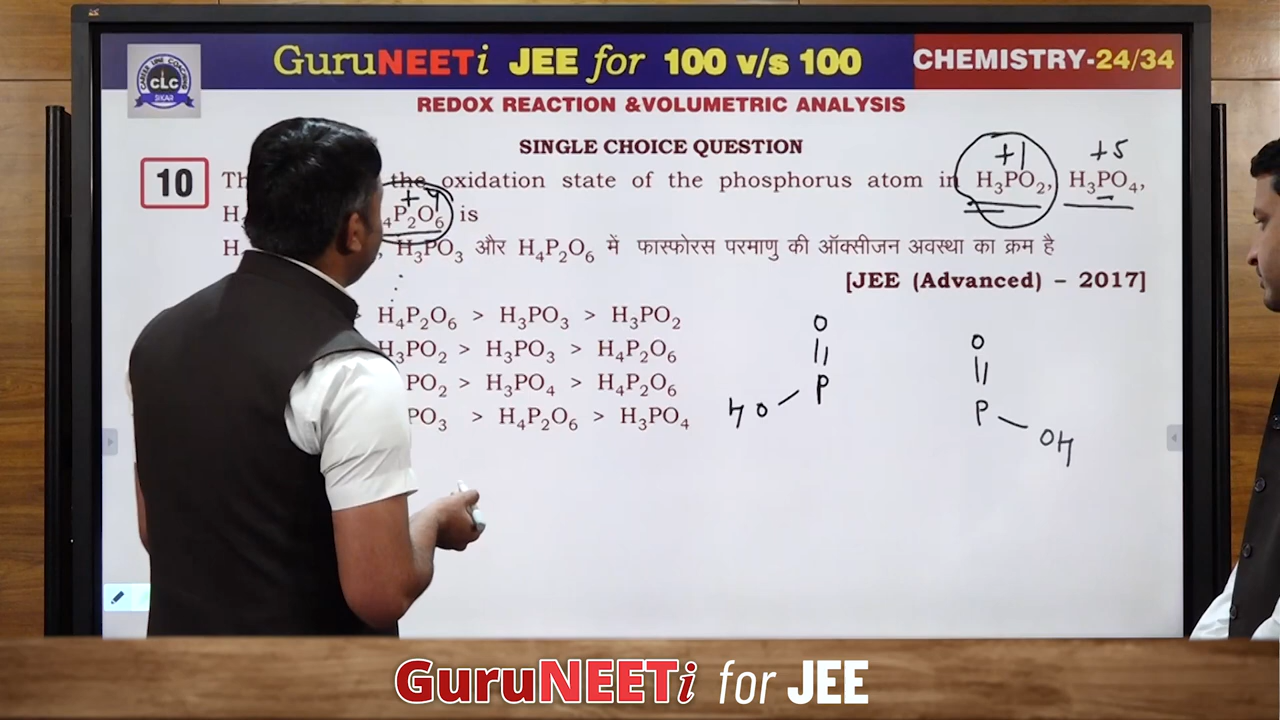 GuruNEETi JEE for 100 v/s 100
CHEMISTRY-24/34
CLC
SIKAR
REDOX REACTION &VOLUMETRIC ANALYSIS
SINGLE CHOICE QUESTION
+1 +5
10 the oxidation state of the phosphorus atom in H₃PO₂, H₃PO₄,
+4
P₂O₆ is
H₃PO₃ और H₄P₂O₆ में फास्फोरस परमाणु की ऑक्सीजन अवस्था का क्रम है
[JEE (Advanced) – 2017]
H₄P₂O₆ > H₃PO₃ > H₃PO₂
H₃PO₂ > H₃PO₃ > H₄P₂O₆
PO₂ > H₃PO₄ > H₄P₂O₆
PO₃ > H₄P₂O₆ > H₃PO₄
O O
P P
HO OH
GuruNEETi for JEE